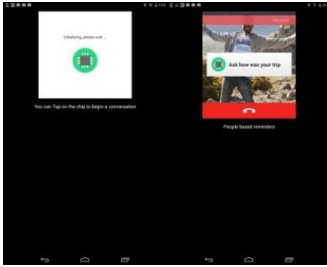 Initializing, please wait ...
You can Tap on the chip to begin a conversation
Ask how was your trip
People based reminders